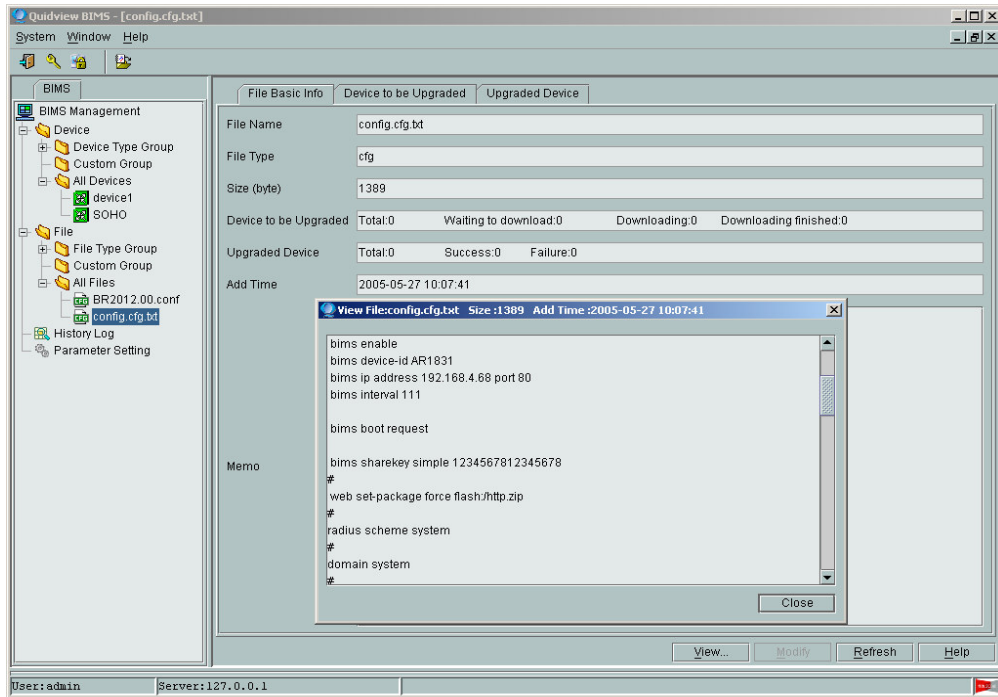 Quidview BIMS - [config.cfg.txt]
System Window Help
BIMS
BIMS Management
Device
Device Type Group
Custom Group
All Devices
device1
SOHO
File
File Type Group
Custom Group
All Files
BR2012.00.conf
config.cfg.txt
History Log
Parameter Setting
File Basic Info Device to be Upgraded Upgraded Device
File Name config.cfg.txt
File Type cfg
Size (byte) 1389
Device to be Upgraded Total:0 Waiting to download:0 Downloading:0 Downloading finished:0
Upgraded Device Total:0 Success:0 Failure:0
Add Time 2005-05-27 10:07:41
Memo
View File:config.cfg.txt Size :1389 Add Time :2005-05-27 10:07:41
bims enable
bims device-id AR1831
bims ip address 192.168.4.68 port 80
bims interval 111
bims boot request
bims sharekey simple 1234567812345678
#
web set-package force flash:/http.zip
#
radius scheme system
#
domain system
#
Close
View... Modify Refresh Help
User:admin Server:127.0.0.1